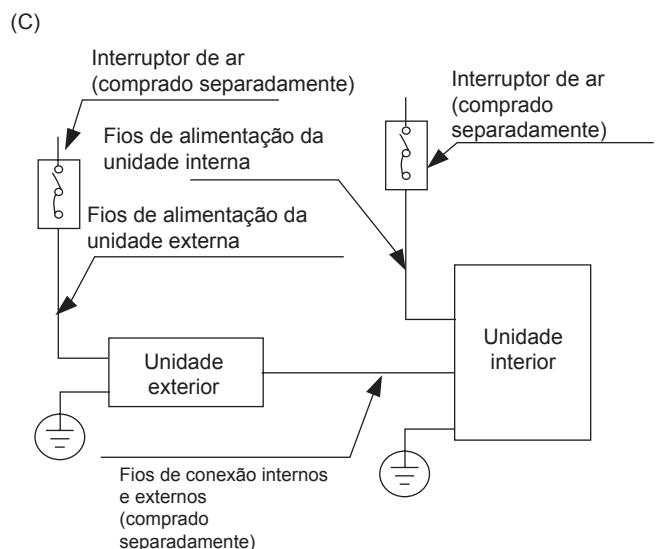 (C)
Interruptor de ar
(comprado separadamente)
Interruptor de ar
(comprado
separadamente)
Fios de alimentação da
unidade interna
Fios de alimentação da
unidade externa
Unidade
exterior
Unidade
interior
Fios de conexão internos
e externos
(comprado
separadamente)